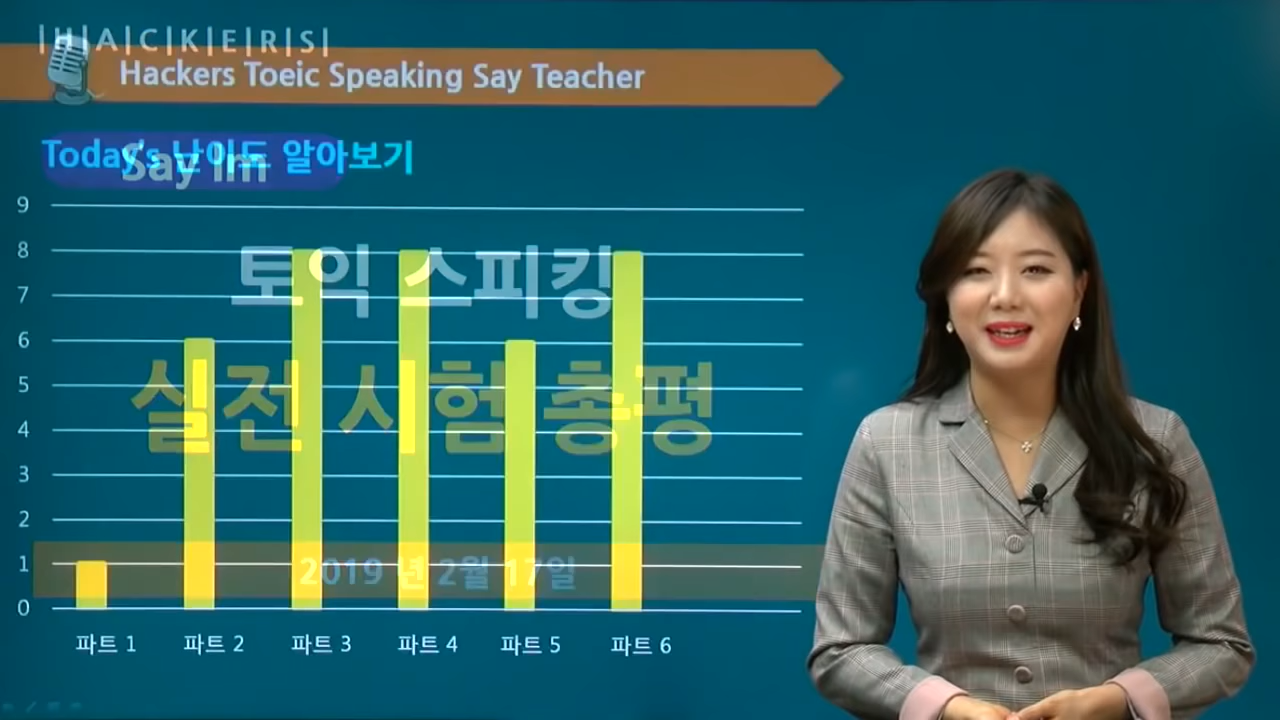 |H|A|C|K|E|R|S|
Hackers Toeic Speaking Say Teacher
Today's 난이도 알아보기
Say Im
토익 스피킹
실전 시험 총평
2019 년 2월 17일
9
8
7
6
5
4
3
2
1
0
파트 1 파트 2 파트 3 파트 4 파트 5 파트 6